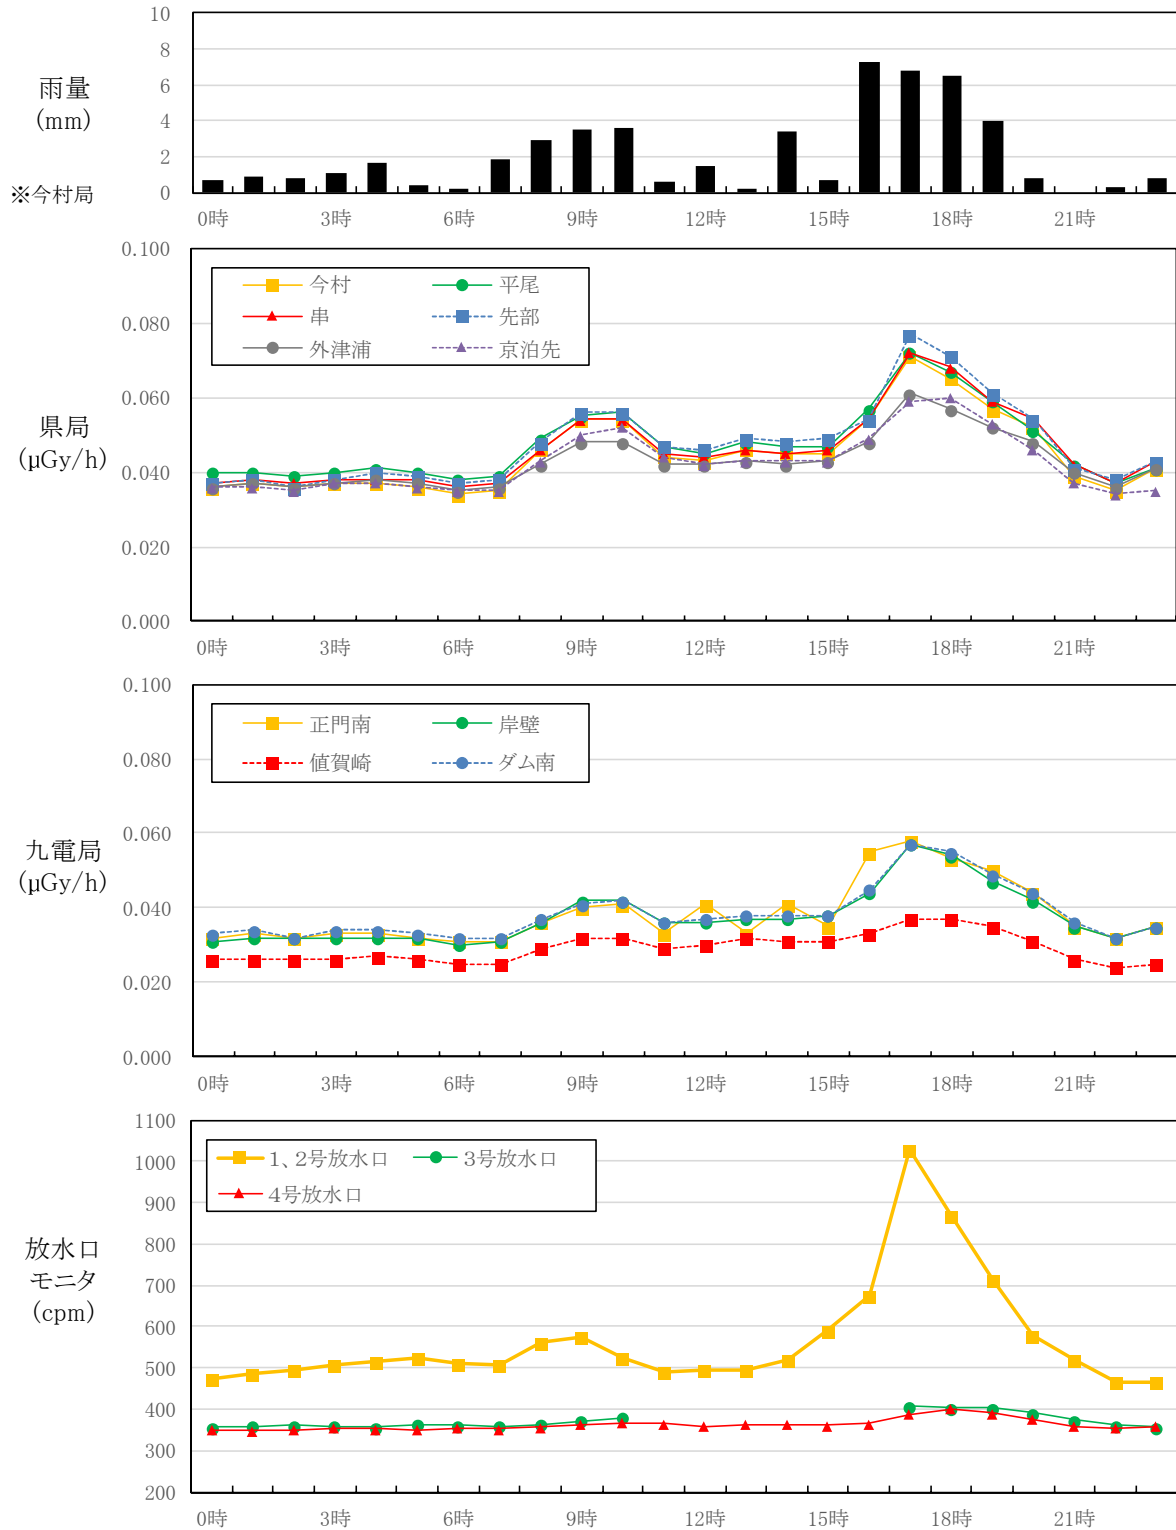 10
8
6
4
2
0
雨量
(mm)
※今村局
0時 3時 6時 9時 12時 15時 18時 21時
0.100
0.080
0.060
0.040
0.020
0.000
県局
(μGy/h)
今村 平尾
串 先部
外津浦 京泊先
0時 3時 6時 9時 12時 15時 18時 21時
0.100
0.080
0.060
0.040
0.020
0.000
九電局
(μGy/h)
正門南 岸壁
値賀崎 ダム南
0時 3時 6時 9時 12時 15時 18時 21時
1100
1000
900
800
700
600
500
400
300
200
放水口
モニタ
(cpm)
1、2号放水口 3号放水口
4号放水口
0時 3時 6時 9時 12時 15時 18時 21時